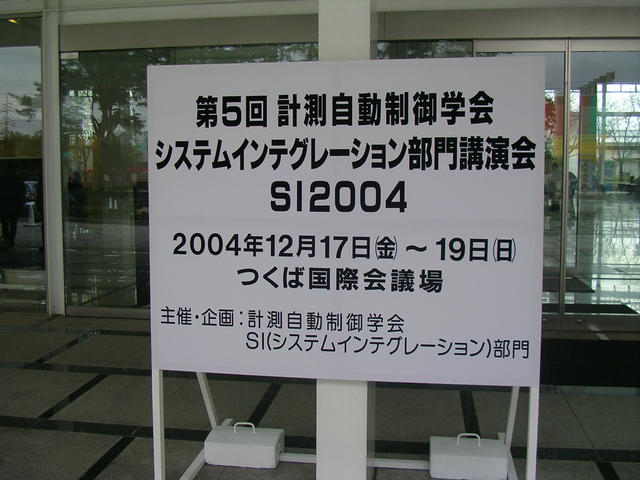 第5回 計測自動制御学会
システムインテグレーション部門講演会
SI2004
2004年12月17日㈮ ～ 19日㈰
つくば国際会議場
主催・企画：計測自動制御学会
SI(システムインテグレーション)部門